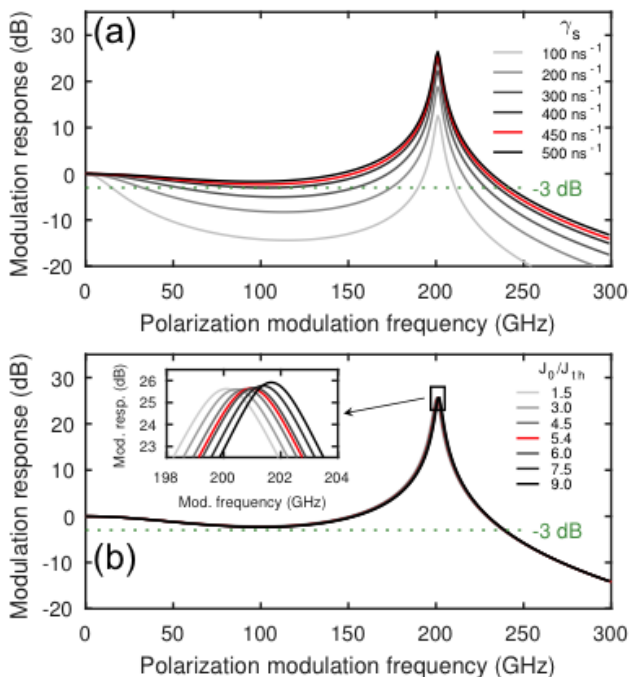 (a)
Modulation response (dB)
30
20
10
0
-10
-20
γs
100 ns⁻¹
200 ns⁻¹
300 ns⁻¹
400 ns⁻¹
450 ns⁻¹
500 ns⁻¹
-3 dB
0 50 100 150 200 250 300
Polarization modulation frequency (GHz)
(b)
Modulation response (dB)
30
20
10
0
-10
-20
Mod. resp. (dB)
26
25
24
23
198 200 202 204
Mod. frequency (GHz)
J0/J1h
1.5
3.0
4.5
5.4
6.0
7.5
9.0
-3 dB
0 50 100 150 200 250 300
Polarization modulation frequency (GHz)